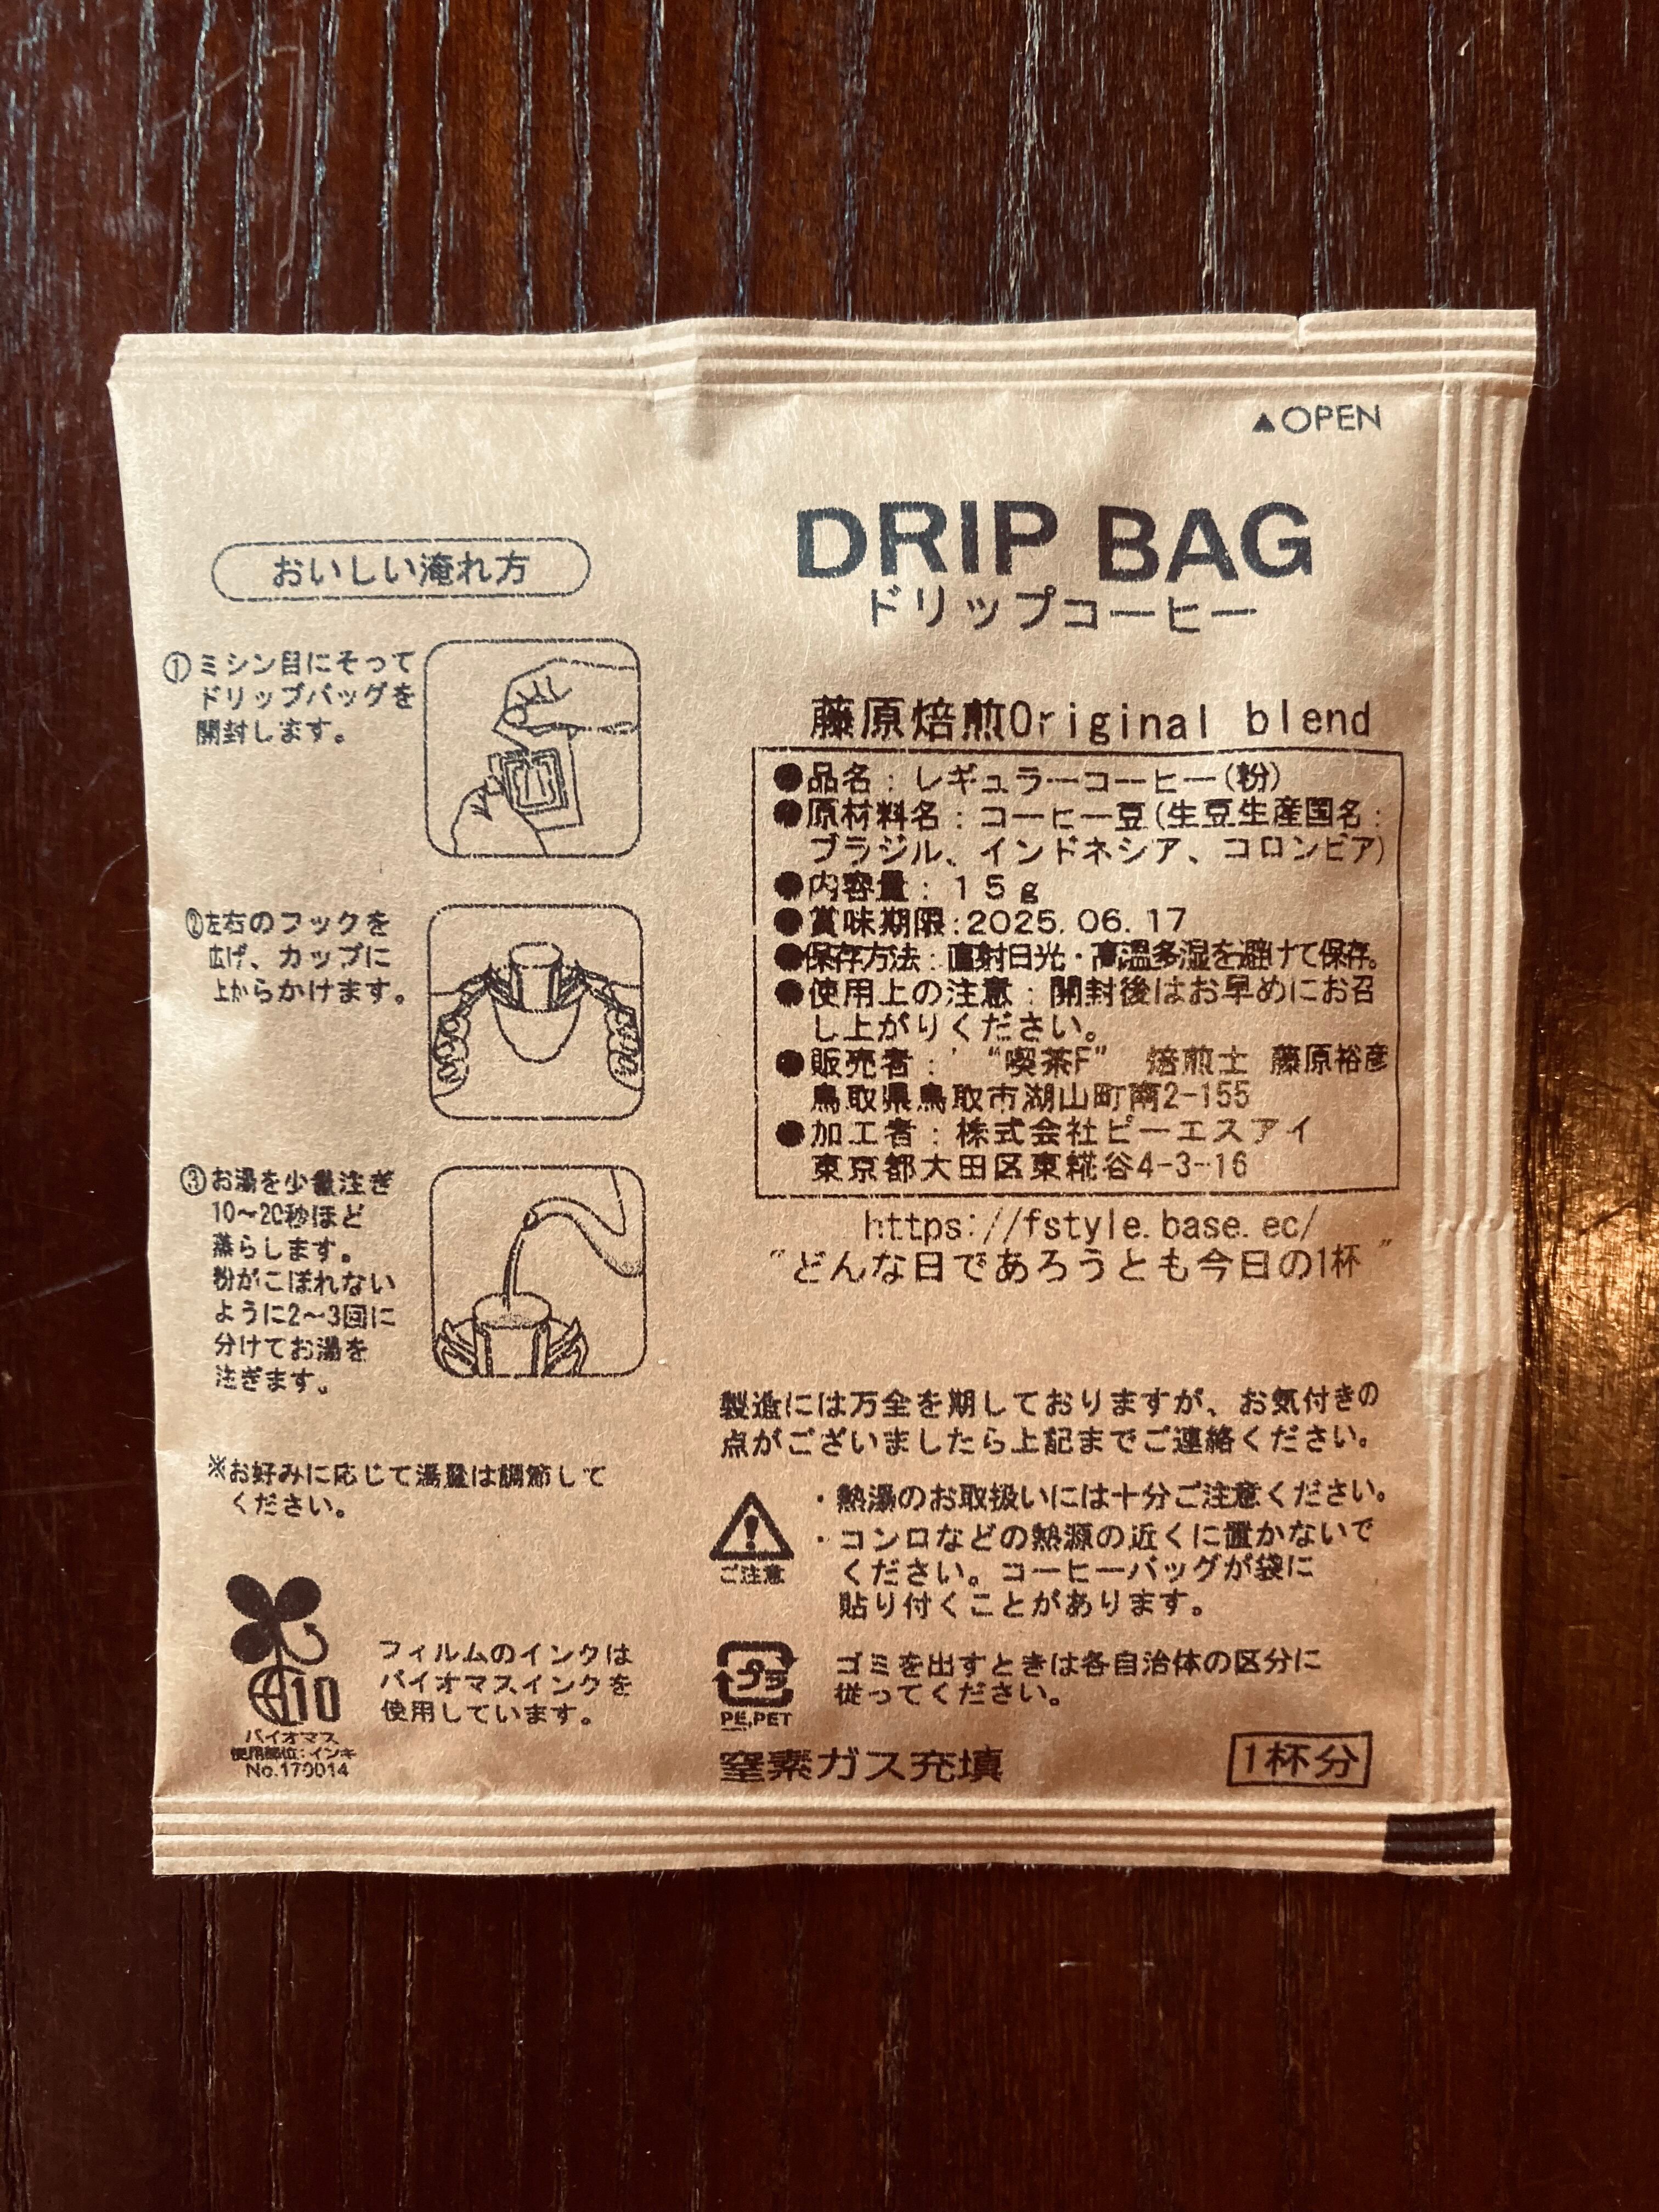 ▲OPEN
DRIP BAG
ドリップコーヒー
おいしい淹れ方
①ミシン目にそって
ドリップバッグを
開封します。
②左右のフックを
広げ、カップに
上からかけます。
③お湯を少量注ぎ
10〜20秒ほど
蒸らします。
粉がこぼれない
ように2〜3回に
分けてお湯を
注ぎます。
※お好みに応じて湯量は調節して
ください。
10
バイオマス
使用部位:インキ
No.170014
フィルムのインクは
バイオマスインクを
使用しています。
藤原焙煎Original blend
●品名：レギュラーコーヒー(粉)
●原材料名：コーヒー豆(生豆生産国名：
ブラジル、インドネシア、コロンビア)
●内容量：１５ｇ
●賞味期限:2025.06.17
●保存方法：直射日光・高温多湿を避けて保存。
●使用上の注意：開封後はお早めにお召
し上がりください。
●販売者：'“喫茶F” 焙煎士 藤原裕彦
鳥取県鳥取市湖山町南2-155
●加工者：株式会社ピーエスアイ
東京都大田区東糀谷4-3-16
https://fstyle.base.ec/
“どんな日であろうとも今日の1杯”
製造には万全を期しておりますが、お気付きの
点がございましたら上記までご連絡ください。
ご注意
・熱湯のお取扱いには十分ご注意ください。
・コンロなどの熱源の近くに置かないで
ください。コーヒーバッグが袋に
貼り付くことがあります。
プラ
PE,PET
ゴミを出すときは各自治体の区分に
従ってください。
窒素ガス充填
1杯分